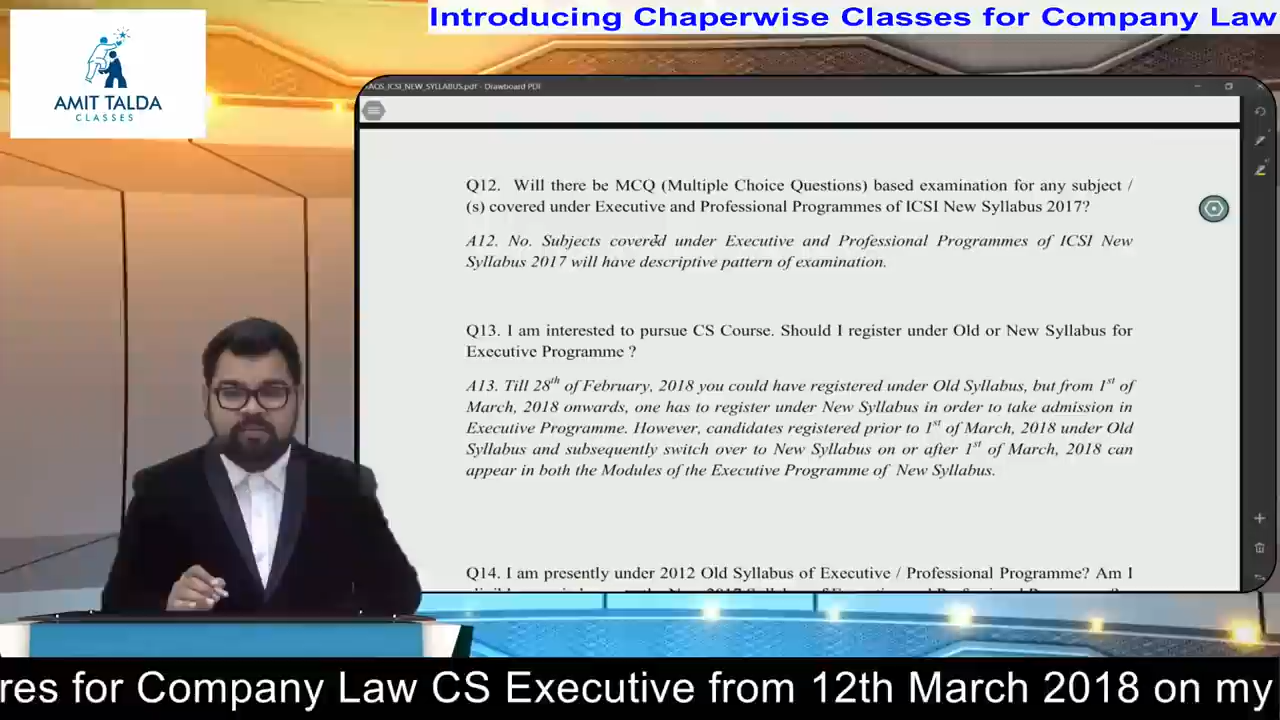 Introducing Chaperwise Classes for Company Law
AMIT TALDA
CLASSES
FAQS_ICSI_NEW_SYLLABUS.pdf - Drawboard PDF
Q12. Will there be MCQ (Multiple Choice Questions) based examination for any subject /
(s) covered under Executive and Professional Programmes of ICSI New Syllabus 2017?
A12. No. Subjects covered under Executive and Professional Programmes of ICSI New
Syllabus 2017 will have descriptive pattern of examination.
Q13. I am interested to pursue CS Course. Should I register under Old or New Syllabus for
Executive Programme ?
A13. Till 28th of February, 2018 you could have registered under Old Syllabus, but from 1st of
March, 2018 onwards, one has to register under New Syllabus in order to take admission in
Executive Programme. However, candidates registered prior to 1st of March, 2018 under Old
Syllabus and subsequently switch over to New Syllabus on or after 1st of March, 2018 can
appear in both the Modules of the Executive Programme of New Syllabus.
Q14. I am presently under 2012 Old Syllabus of Executive / Professional Programme? Am I
res for Company Law CS Executive from 12th March 2018 on my